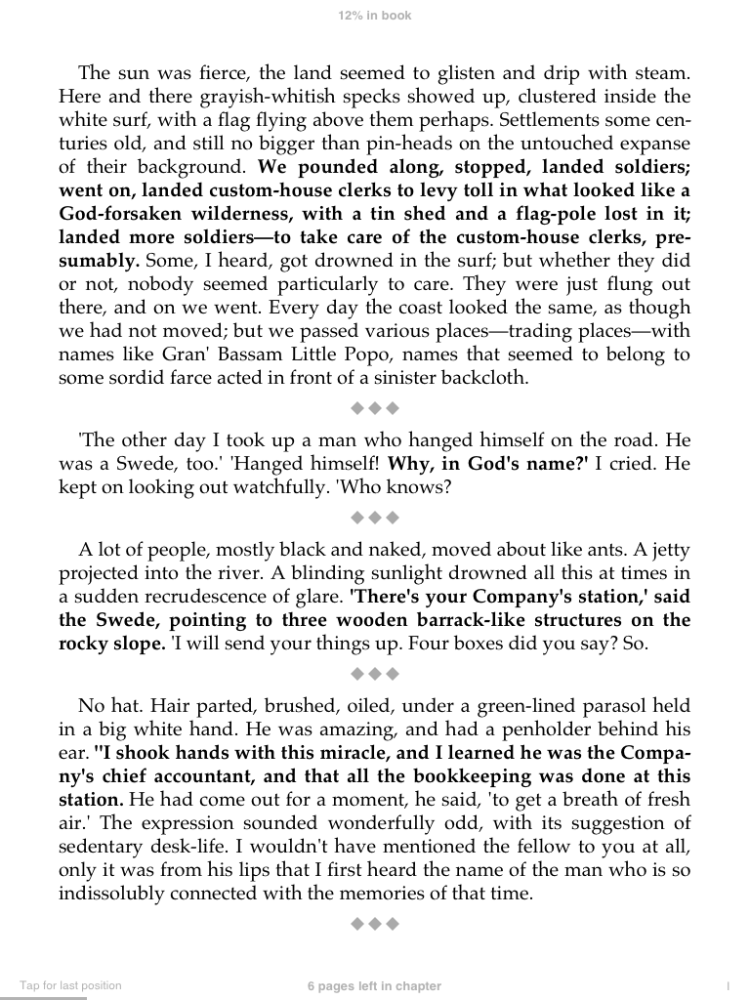 12% in book
The sun was fierce, the land seemed to glisten and drip with steam.
Here and there grayish-whitish specks showed up, clustered inside the
white surf, with a flag flying above them perhaps. Settlements some cen-
turies old, and still no bigger than pin-heads on the untouched expanse
of their background. We pounded along, stopped, landed soldiers;
went on, landed custom-house clerks to levy toll in what looked like a
God-forsaken wilderness, with a tin shed and a flag-pole lost in it;
landed more soldiers—to take care of the custom-house clerks, pre-
sumably. Some, I heard, got drowned in the surf; but whether they did
or not, nobody seemed particularly to care. They were just flung out
there, and on we went. Every day the coast looked the same, as though
we had not moved; but we passed various places—trading places—with
names like Gran' Bassam Little Popo, names that seemed to belong to
some sordid farce acted in front of a sinister backcloth.
◆◆◆
'The other day I took up a man who hanged himself on the road. He
was a Swede, too.' 'Hanged himself! Why, in God's name?' I cried. He
kept on looking out watchfully. 'Who knows?
◆◆◆
A lot of people, mostly black and naked, moved about like ants. A jetty
projected into the river. A blinding sunlight drowned all this at times in
a sudden recrudescence of glare. 'There's your Company's station,' said
the Swede, pointing to three wooden barrack-like structures on the
rocky slope. 'I will send your things up. Four boxes did you say? So.
◆◆◆
No hat. Hair parted, brushed, oiled, under a green-lined parasol held
in a big white hand. He was amazing, and had a penholder behind his
ear. "I shook hands with this miracle, and I learned he was the Compa-
ny's chief accountant, and that all the bookkeeping was done at this
station. He had come out for a moment, he said, 'to get a breath of fresh
air.' The expression sounded wonderfully odd, with its suggestion of
sedentary desk-life. I wouldn't have mentioned the fellow to you at all,
only it was from his lips that I first heard the name of the man who is so
indissolubly connected with the memories of that time.
◆◆◆
Tap for last position
6 pages left in chapter
I